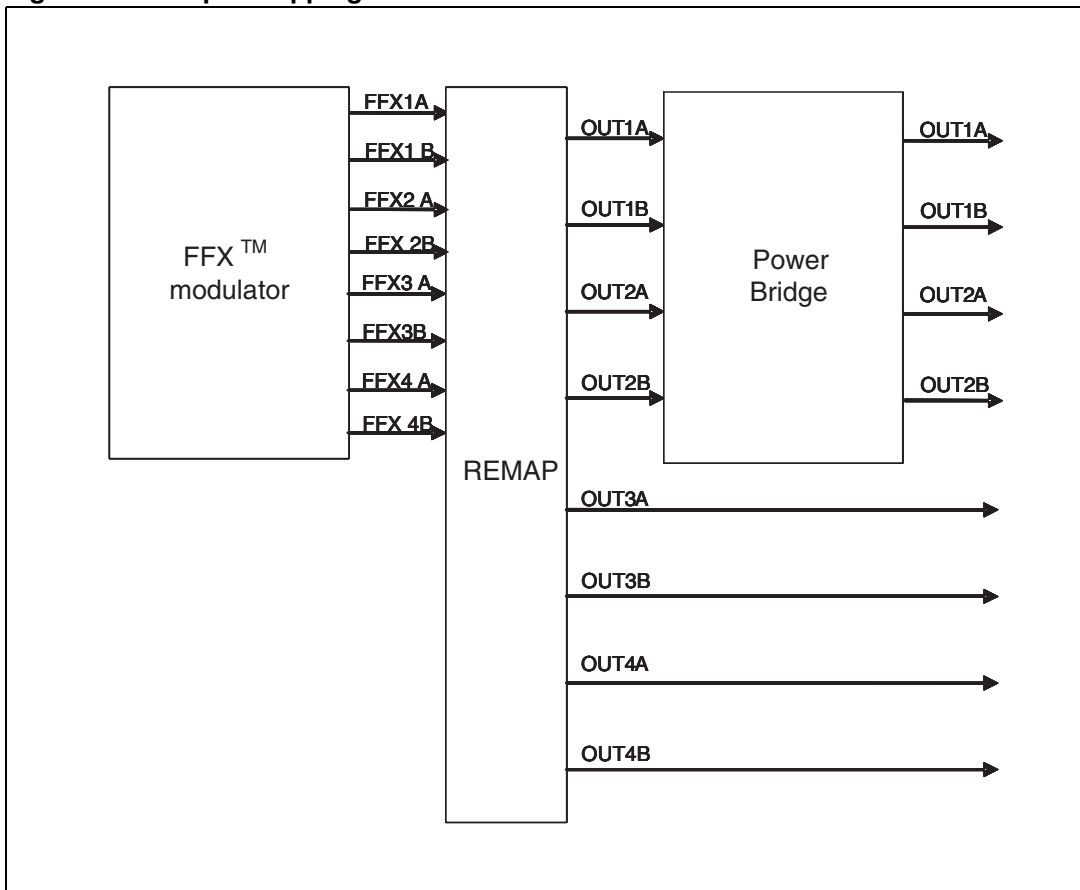 FFX1A
FFX1 B
FFX2 A
FFX 2B
FFX3 A
FFX3B
FFX4 A
FFX 4B
FFX TM
modulator
REMAP
OUT1A
OUT1B
OUT2A
OUT2B
OUT3A
OUT3B
OUT4A
OUT4B
Power
Bridge
OUT1A
OUT1B
OUT2A
OUT2B